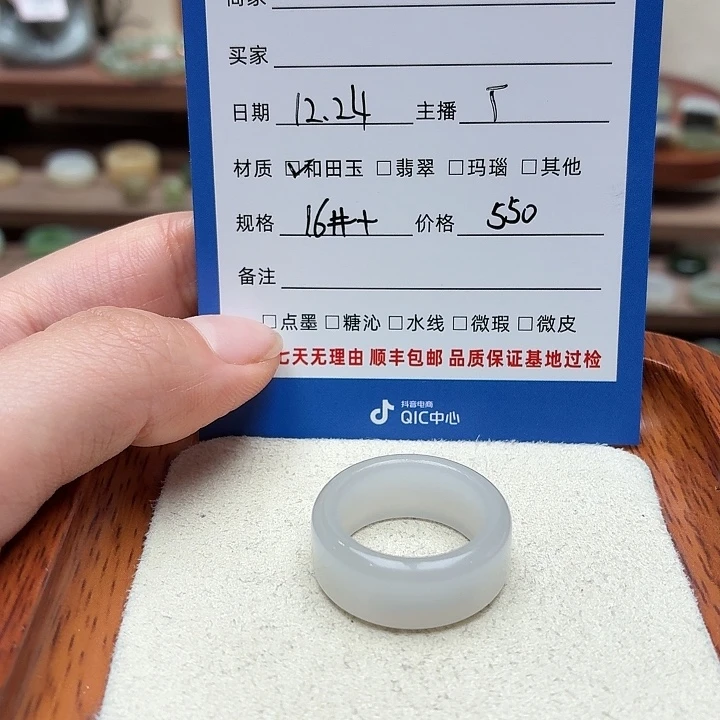 商家
买家
日期 12.24 主播 T
材质 ☑和田玉 □翡翠 □玛瑙 □其他
规格 16#+ 价格 550
备注
□点墨 □糖沁 □水线 □微瑕 □微皮
七天无理由 顺丰包邮 品质保证基地过检
抖音电商
QIC中心